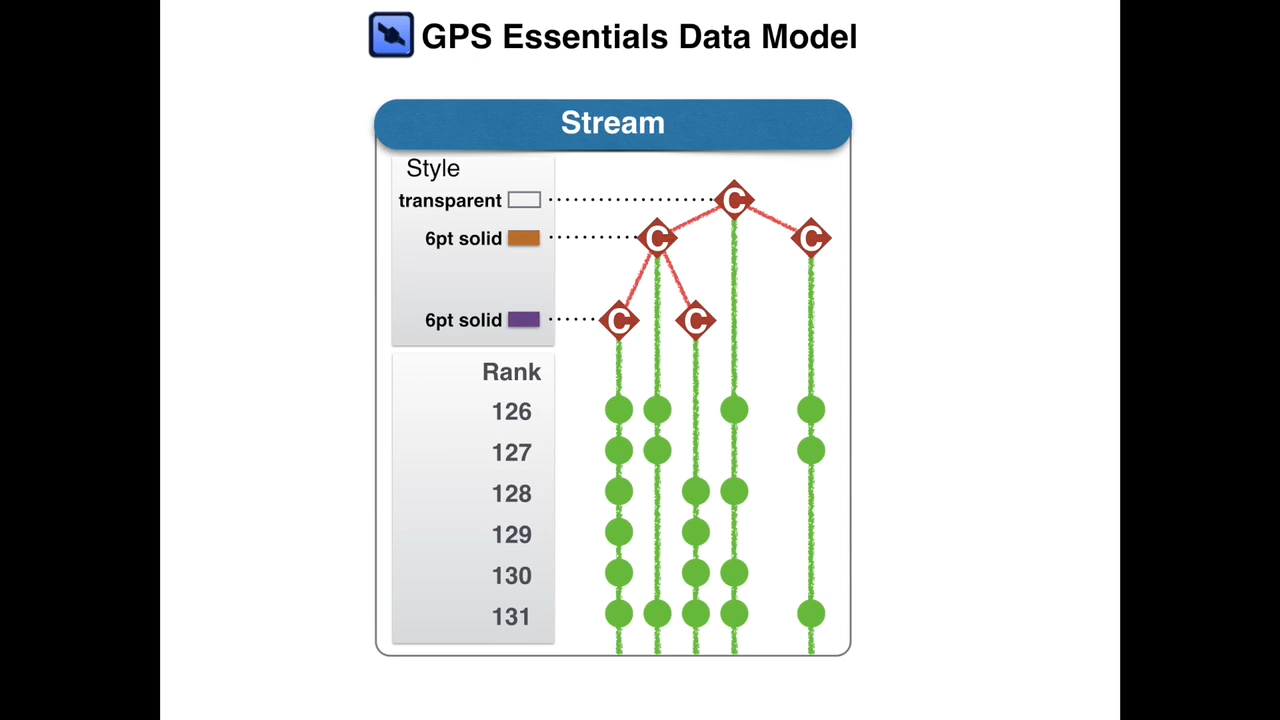 GPS Essentials Data Model
Stream
Style
transparent
C
6pt solid
C
C
6pt solid
C
C
Rank
126
127
128
129
130
131